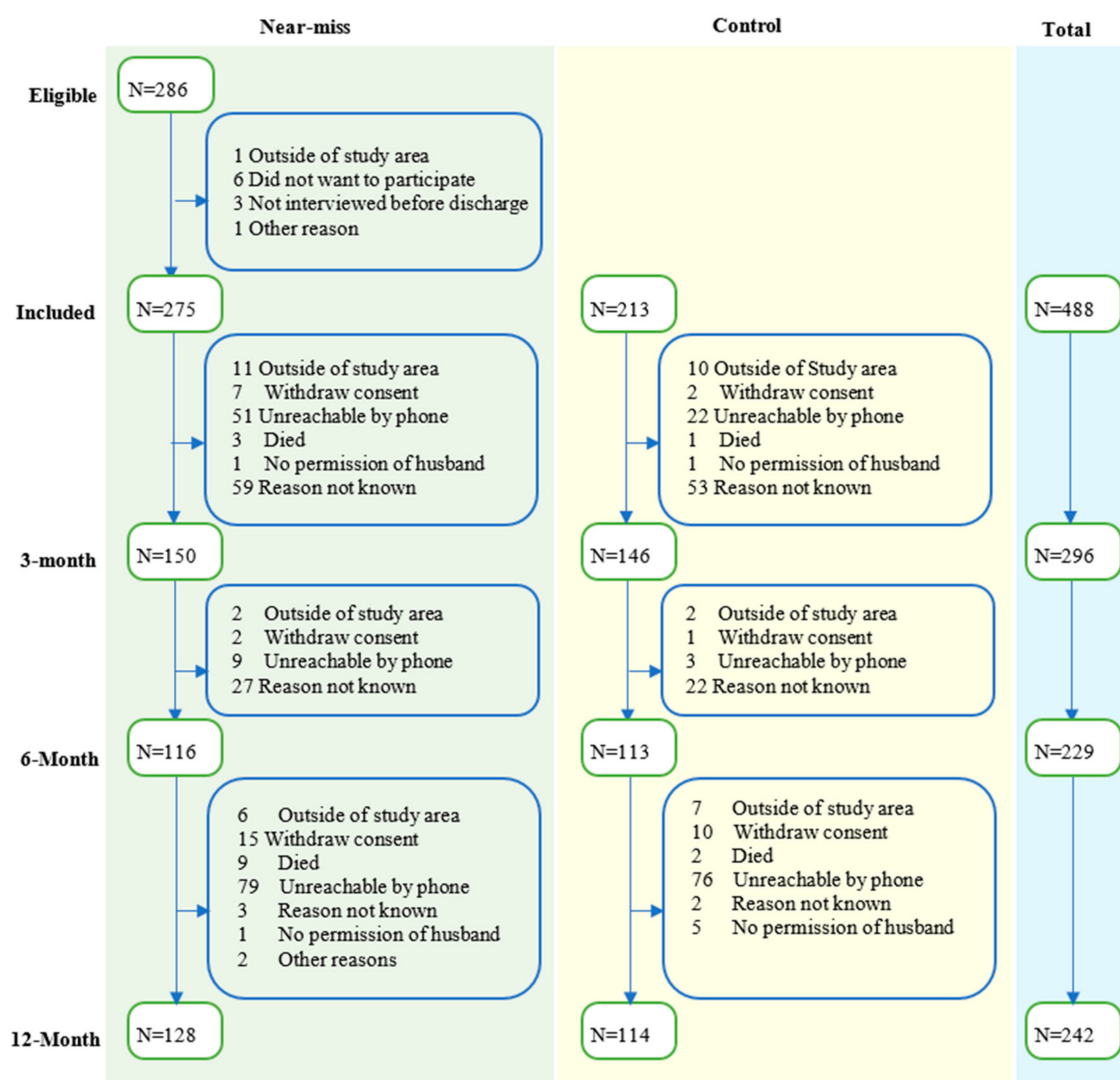 Near-miss
Control
Total
Eligible
N=286
1 Outside of study area
6 Did not want to participate
3 Not interviewed before discharge
1 Other reason
Included
N=275
N=213
N=488
11 Outside of study area
7 Withdraw consent
51 Unreachable by phone
3 Died
1 No permission of husband
59 Reason not known
10 Outside of Study area
2 Withdraw consent
22 Unreachable by phone
1 Died
1 No permission of husband
53 Reason not known
3-month
N=150
N=146
N=296
2 Outside of study area
2 Withdraw consent
9 Unreachable by phone
27 Reason not known
2 Outside of study area
1 Withdraw consent
3 Unreachable by phone
22 Reason not known
6-Month
N=116
N=113
N=229
6 Outside of study area
15 Withdraw consent
9 Died
79 Unreachable by phone
3 Reason not known
1 No permission of husband
2 Other reasons
7 Outside of study area
10 Withdraw consent
2 Died
76 Unreachable by phone
2 Reason not known
5 No permission of husband
12-Month
N=128
N=114
N=242